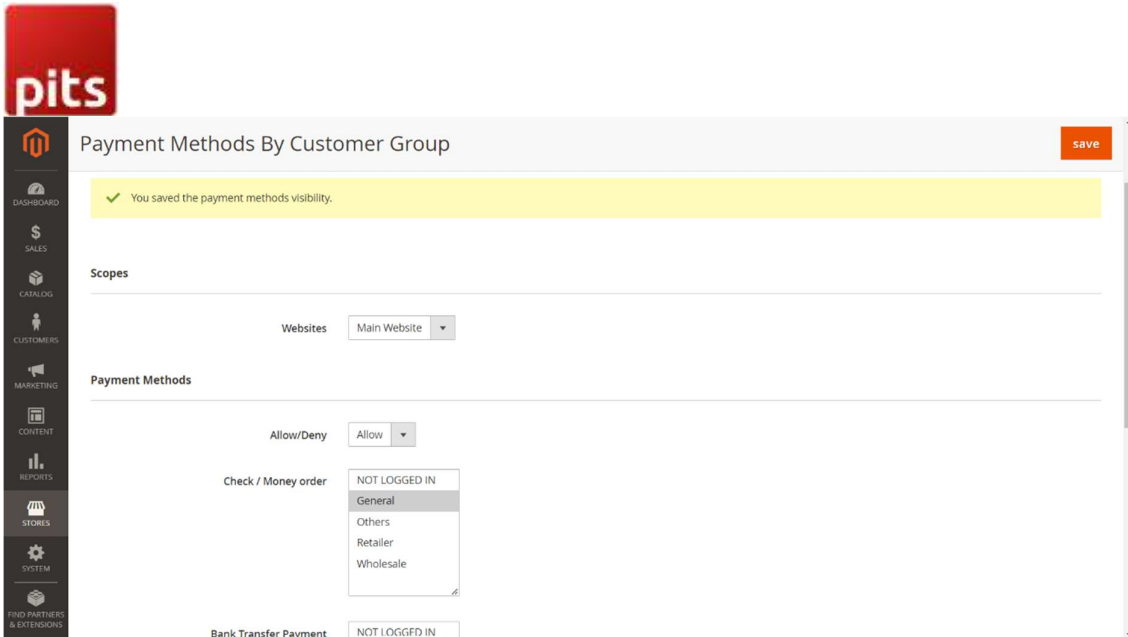 pits
Payment Methods By Customer Group
save
DASHBOARD
You saved the payment methods visibility.
SALES
Scopes
CATALOG
Websites Main Website
CUSTOMERS
MARKETING
Payment Methods
CONTENT
Allow/Deny Allow
REPORTS
Check / Money order
NOT LOGGED IN
General
Others
Retailer
Wholesale
STORES
SYSTEM
FIND PARTNERS
& EXTENSIONS
Bank Transfer Payment NOT LOGGED IN